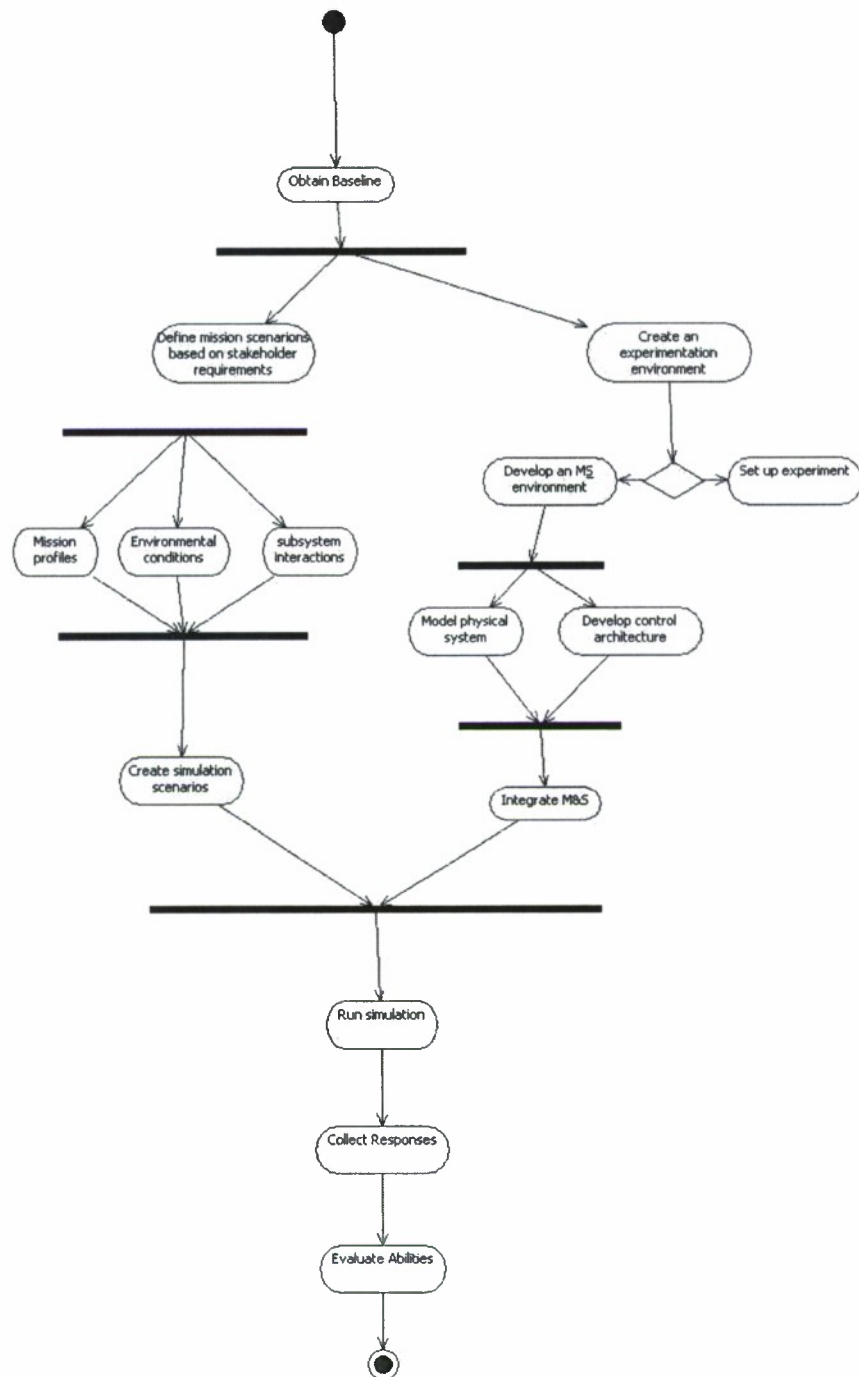 Obtain Baseline
Define mission scenarions
based on stakeholder
requirements
Create an
experimentation
environment
Develop an MS
environment
Set up experiment
Mission
profiles
Environmental
conditions
subsystem
interactions
Model physical
system
Develop control
architecture
Create simulation
scenarios
Integrate M&S
Run simulation
Collect Responses
Evaluate Abilities